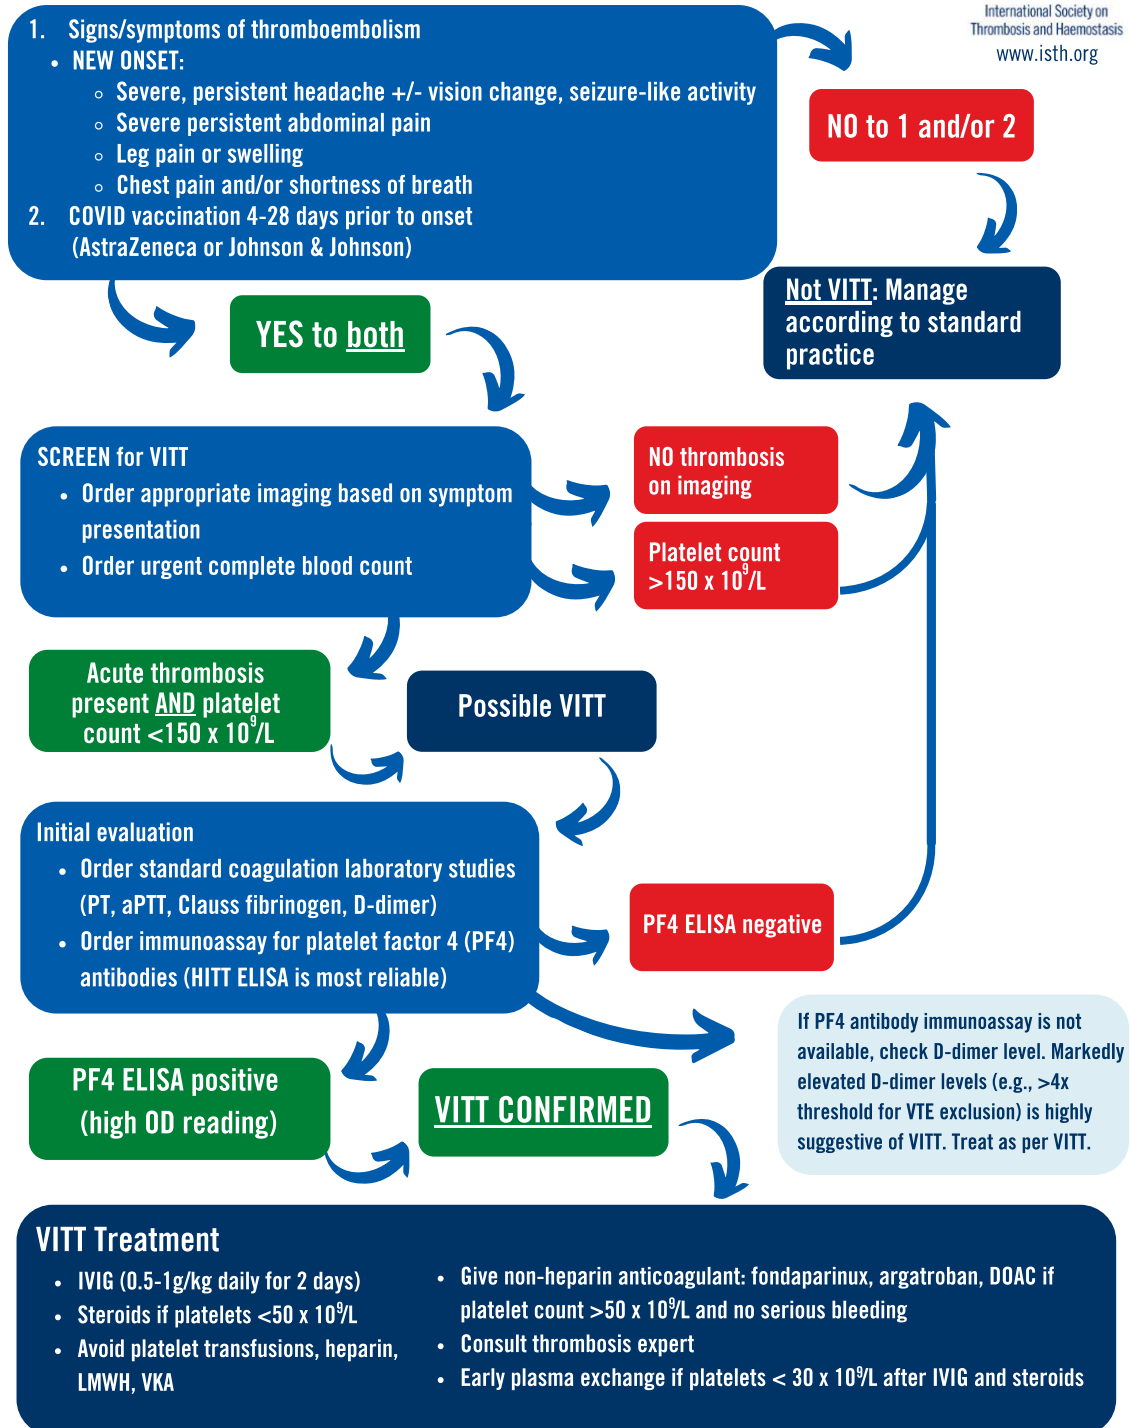 International Society on
Thrombosis and Haemostasis
www.isth.org
1. Signs/symptoms of thromboembolism
• NEW ONSET:
○ Severe, persistent headache +/- vision change, seizure-like activity
○ Severe persistent abdominal pain
○ Leg pain or swelling
○ Chest pain and/or shortness of breath
2. COVID vaccination 4-28 days prior to onset
(AstraZeneca or Johnson & Johnson)
NO to 1 and/or 2
Not VITT: Manage
according to standard
practice
YES to both
SCREEN for VITT
• Order appropriate imaging based on symptom
presentation
• Order urgent complete blood count
NO thrombosis
on imaging
Platelet count
>150 x 10⁹/L
Acute thrombosis
present AND platelet
count <150 x 10⁹/L
Possible VITT
Initial evaluation
• Order standard coagulation laboratory studies
(PT, aPTT, Clauss fibrinogen, D-dimer)
• Order immunoassay for platelet factor 4 (PF4)
antibodies (HITT ELISA is most reliable)
PF4 ELISA negative
If PF4 antibody immunoassay is not
available, check D-dimer level. Markedly
elevated D-dimer levels (e.g., >4x
threshold for VTE exclusion) is highly
suggestive of VITT. Treat as per VITT.
PF4 ELISA positive
(high OD reading)
VITT CONFIRMED
VITT Treatment
• IVIG (0.5-1g/kg daily for 2 days)
• Steroids if platelets <50 x 10⁹/L
• Avoid platelet transfusions, heparin,
LMWH, VKA
• Give non-heparin anticoagulant: fondaparinux, argatroban, DOAC if
platelet count >50 x 10⁹/L and no serious bleeding
• Consult thrombosis expert
• Early plasma exchange if platelets < 30 x 10⁹/L after IVIG and steroids